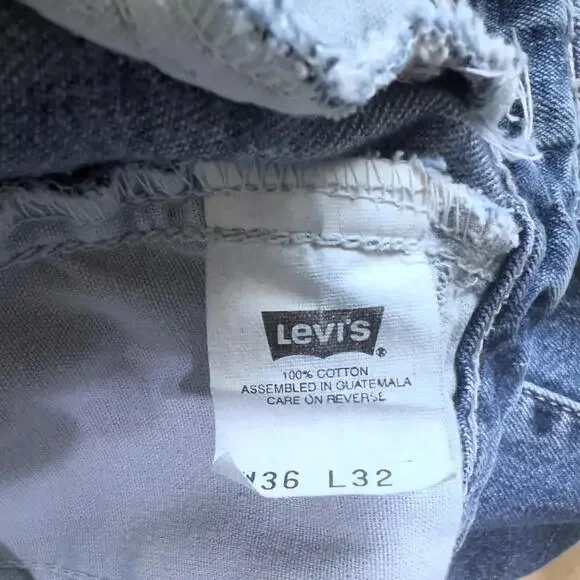 Levi's
®
100% COTTON
ASSEMBLED IN GUATEMALA
CARE ON REVERSE
W36 L32